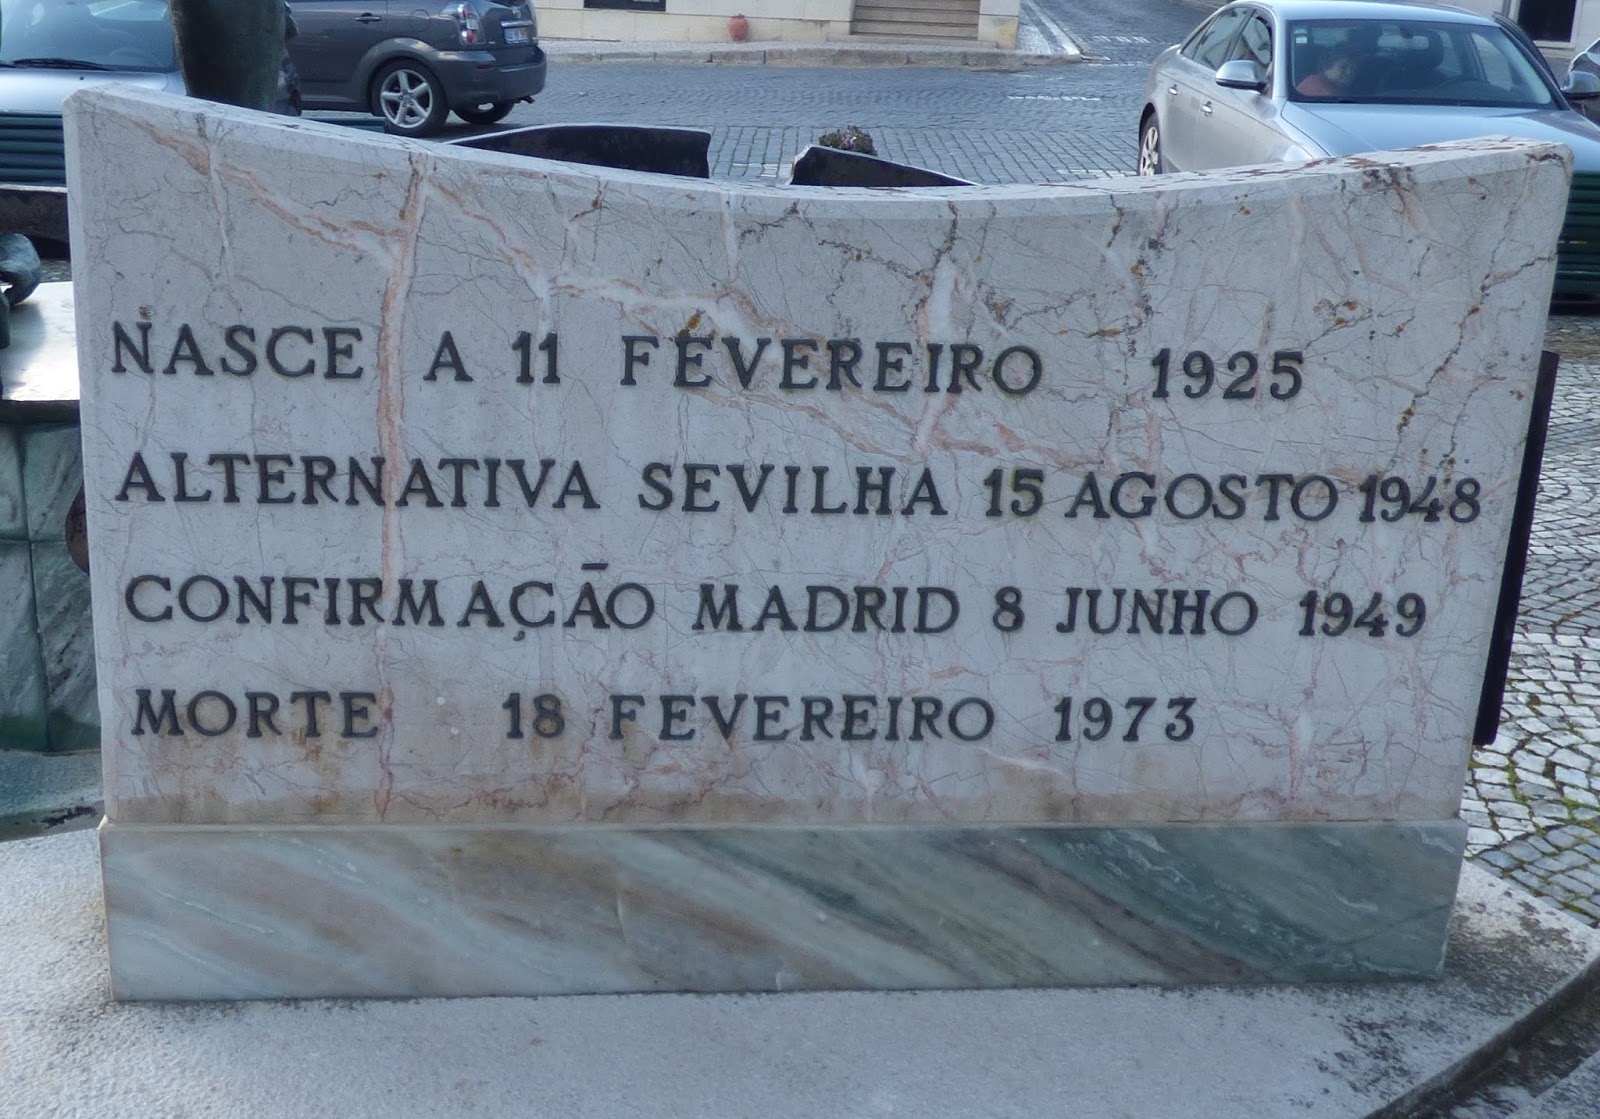 NASCE A 11 FEVEREIRO 1925
ALTERNATIVA SEVILHA 15 AGOSTO 1948
CONFIRMAÇÃO MADRID 8 JUNHO 1949
MORTE 18 FEVEREIRO 1973